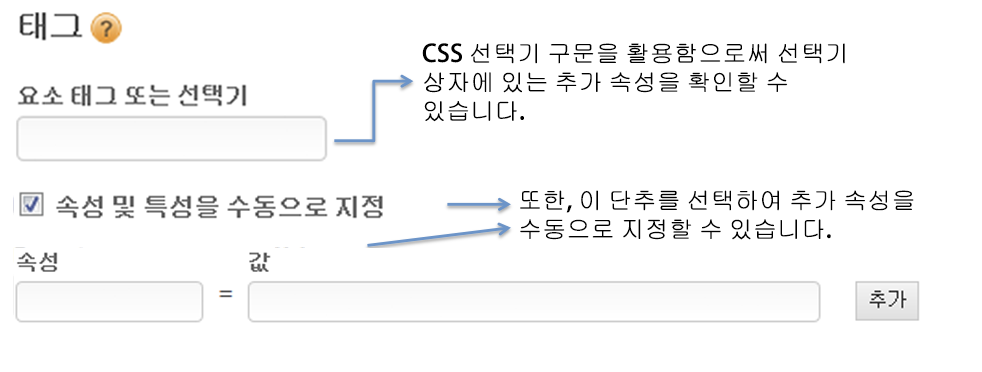 태그 ?
CSS 선택기 구문을 활용함으로써 선택기
상자에 있는 추가 속성을 확인할 수
있습니다.
요소 태그 또는 선택기
속성 및 특성을 수동으로 지정
또한, 이 단추를 선택하여 추가 속성을
수동으로 지정할 수 있습니다.
속성 값
=
추가